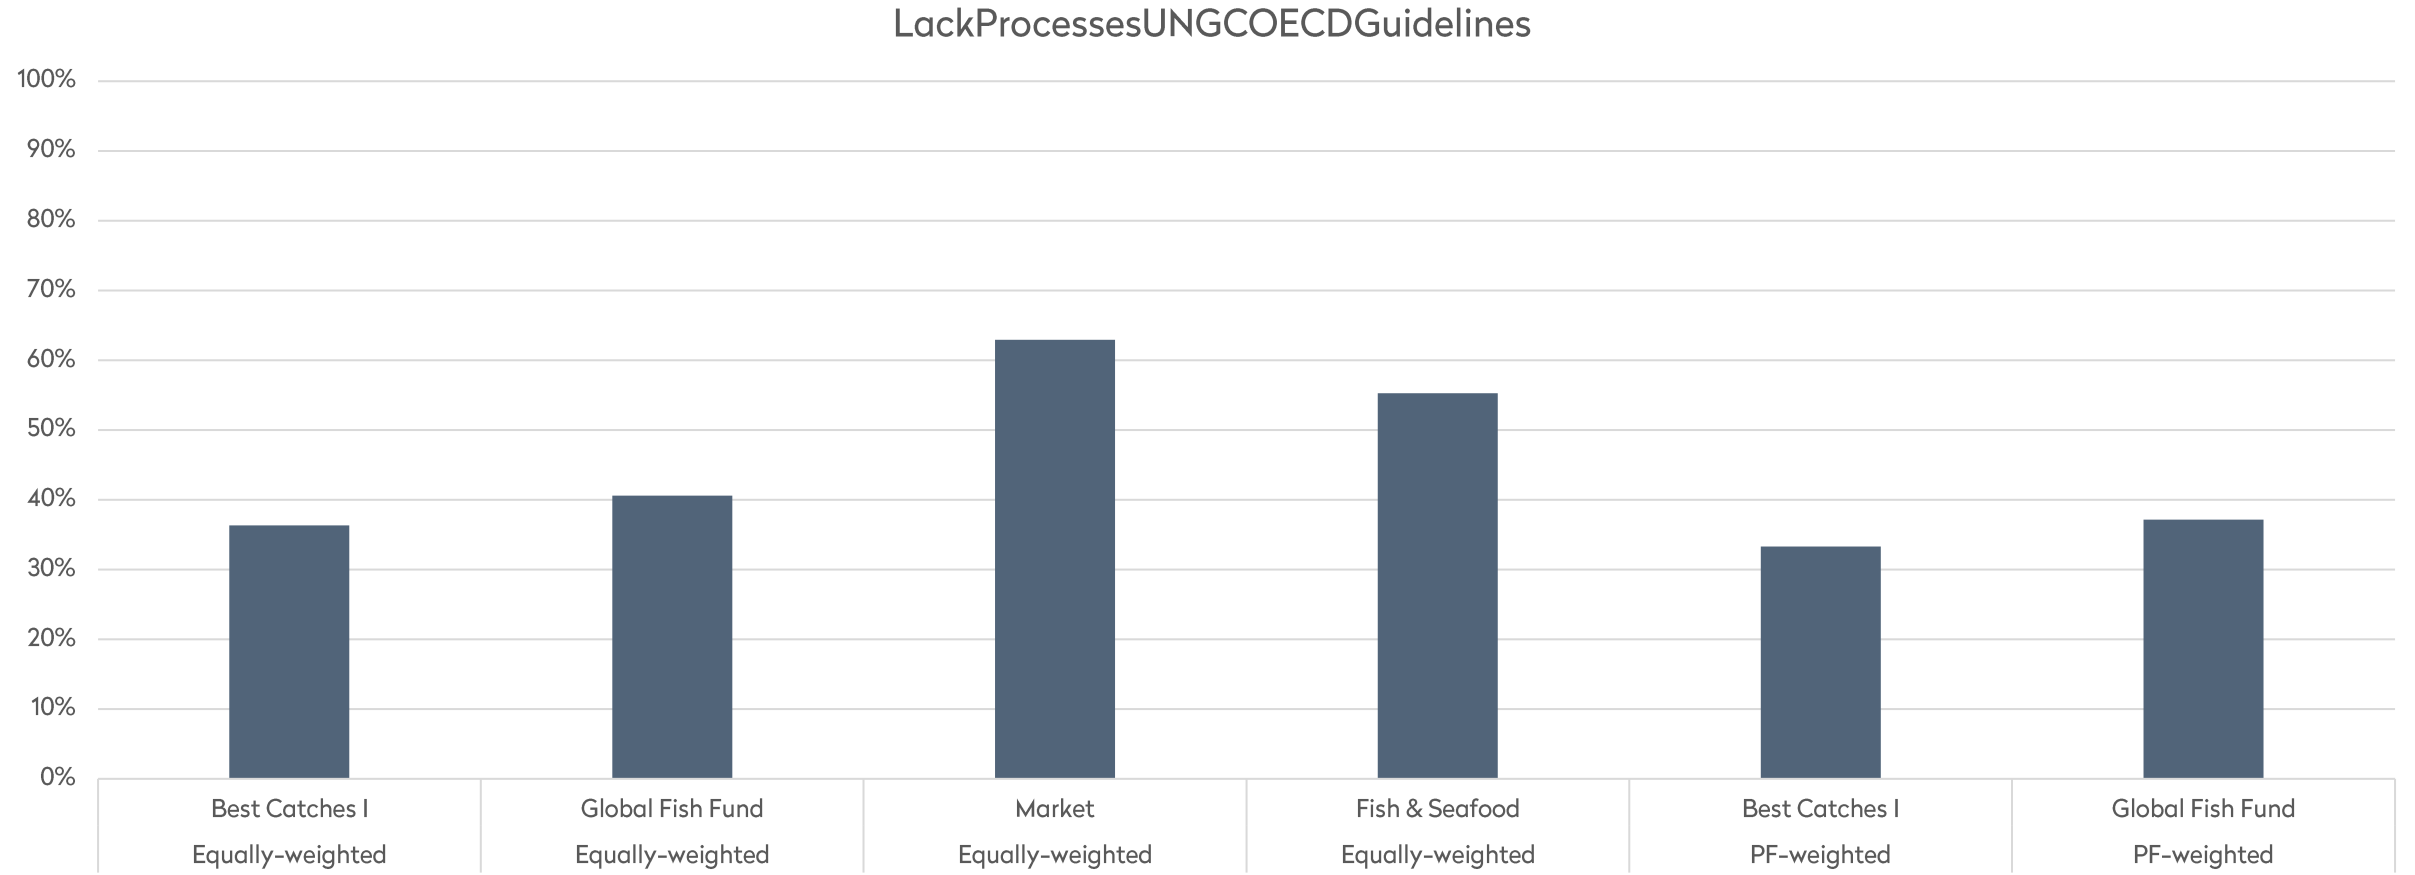 LackProcessesUNGCOECDGuidelines
100%
90%
80%
70%
60%
50%
40%
30%
20%
10%
0%
Best Catches I
Global Fish Fund
Market
Fish & Seafood
Best Catches I
Global Fish Fund
Equally-weighted
Equally-weighted
Equally-weighted
Equally-weighted
PF-weighted
PF-weighted